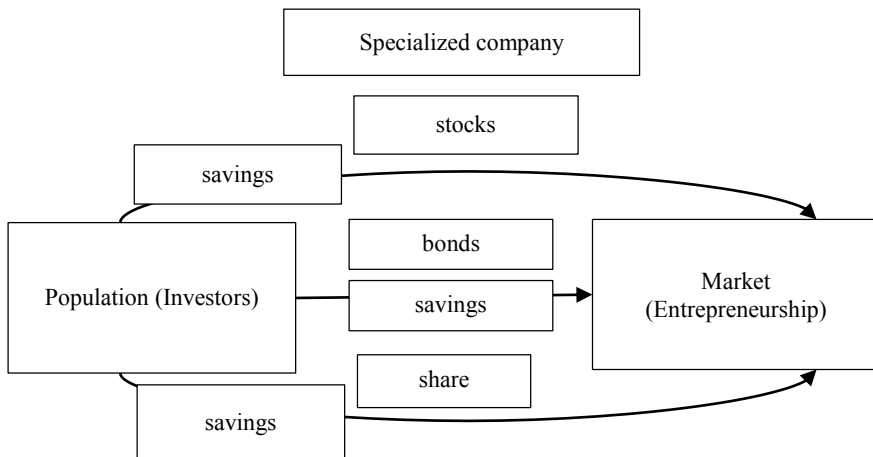 Specialized company
stocks
savings
bonds
Population (Investors)
savings
Market
(Entrepreneurship)
share
savings